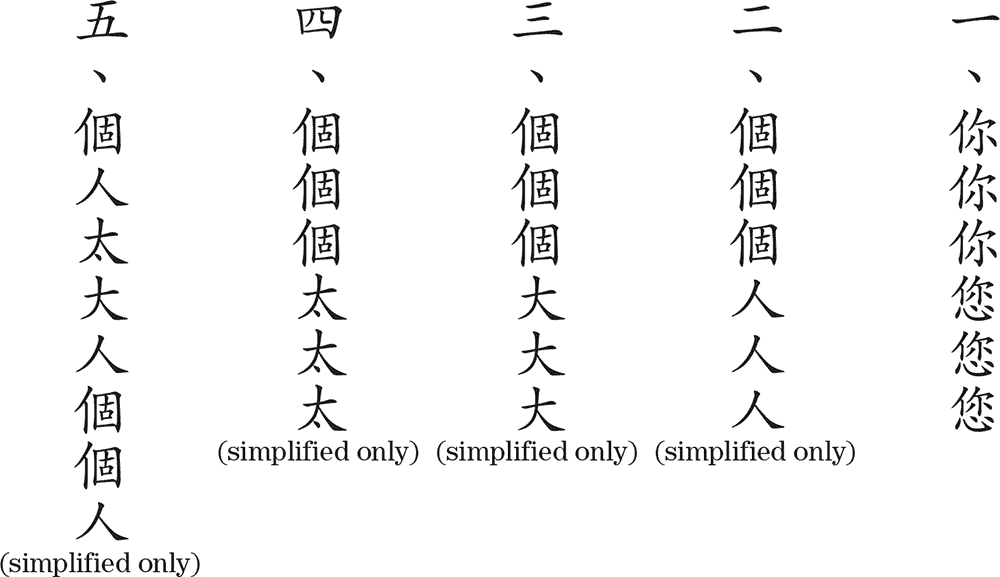 一、你你你您您您
二、個個個人人人
(simplified only)
三、個個個大大大
(simplified only)
四、個個個太太太
(simplified only)
五、個人太大人個個人
(simplified only)